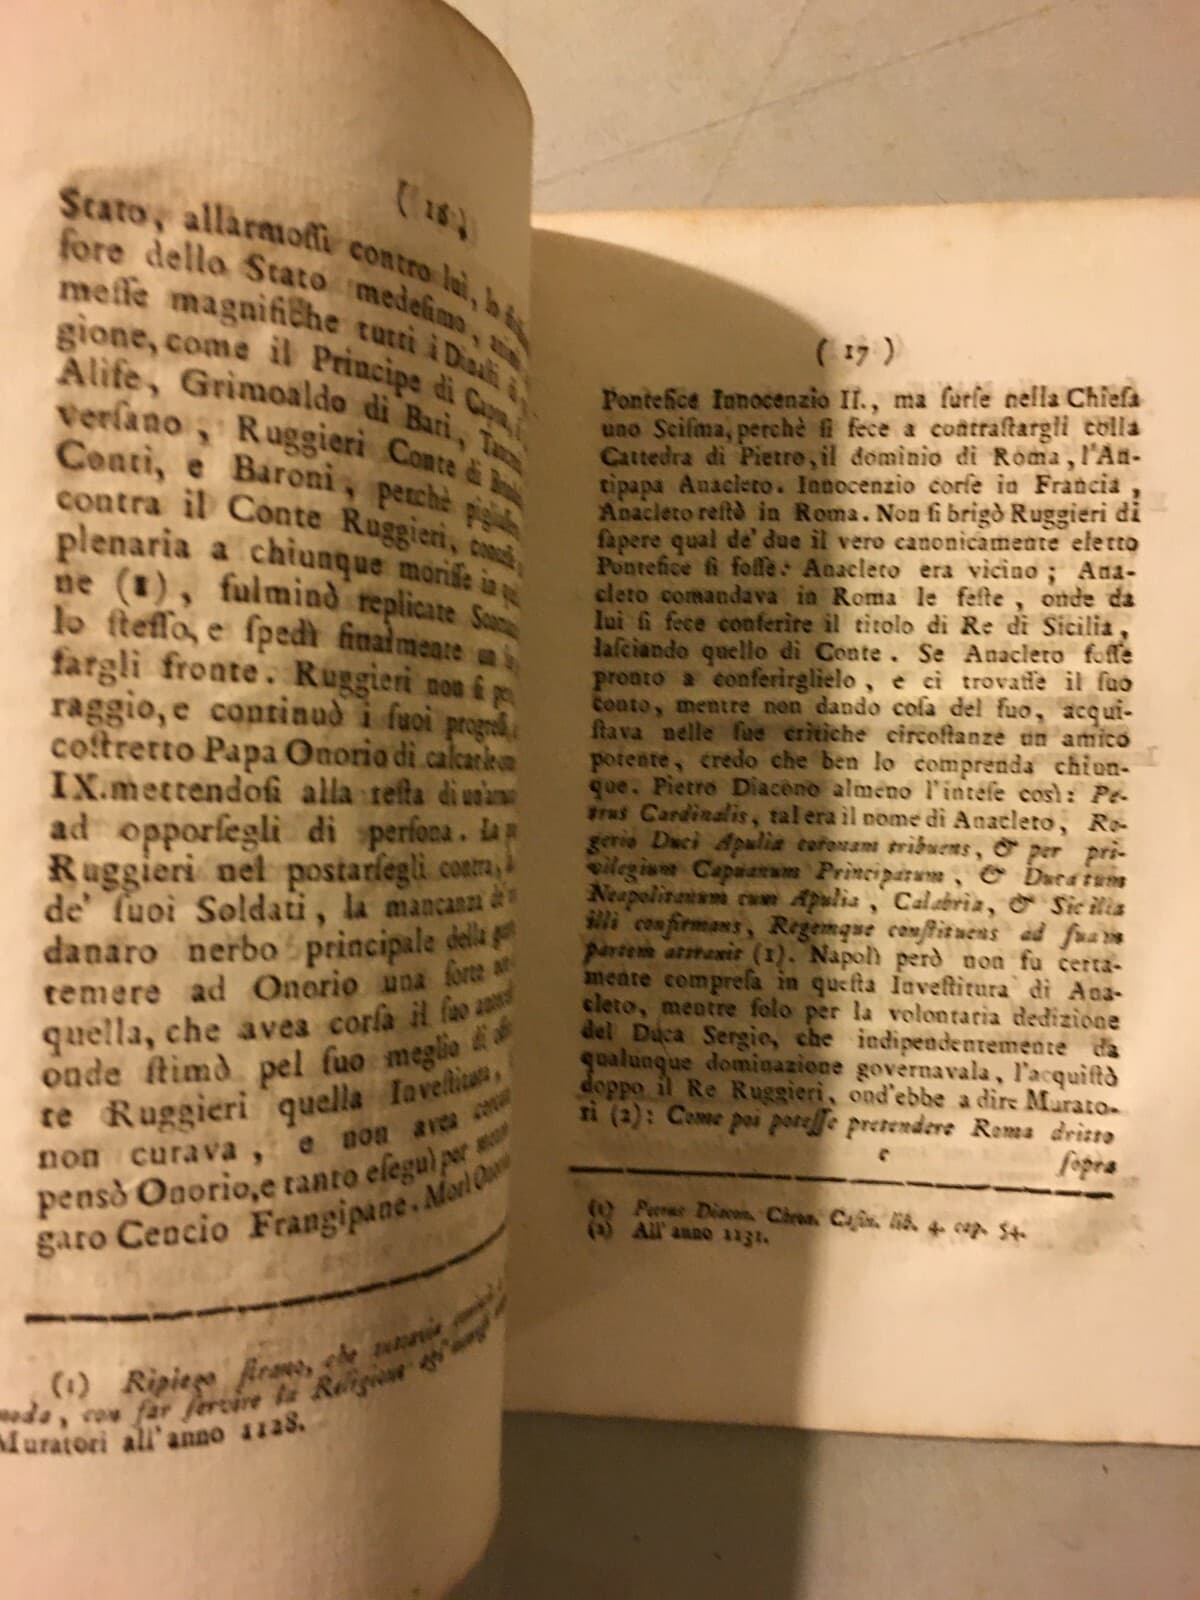 ( 16 )
Stato, allarmoſſi contro lui, lo
fore dello Stato medeſimo,
meſſe magnifiche tutti i Dinaſti
gione, come il Principe di Capua,
Alife, Grimoaldo di Bari,
verſano, Ruggieri Conte di
Conti, e Baroni, perchè
contra il Conte Ruggieri,
plenaria a chiunque moriſſe in
ne (1), fulminò replicate
lo ſteſſo, e ſpedì finalmente un
fargli fronte. Ruggieri non ſi
raggio, e continuò i ſuoi progreſſi,
coſtretto Papa Onorio di calcar le
IX. mettendoſi alla teſta di un'
ad opporſegli di perſona. La
Ruggieri nel poſtarſegli contra,
de' ſuoi Soldati, la mancanza
danaro nerbo principale della
temere ad Onorio una forte
quella, che avea corſa il ſuo
onde ſtimò pel ſuo meglio di
re Ruggieri quella Inveſtitura,
non curava, e non avea
pensò Onorio, e tanto eſeguì per
gato Cencio Frangipane. Morì
(1) Ripiego ſtrano, che
moda, con far ſervire la Religione
Muratori all' anno 1128.
( 17 )
Pontefice Innocenzio II., ma ſurſe nella Chieſa
uno Sciſma, perchè ſi fece a contraſtargli colla
Cattedra di Pietro, il dominio di Roma, l'An-
tipapa Anacleto. Innocenzio corſe in Francia,
Anacleto reſtò in Roma. Non ſi brigò Ruggieri di
ſapere qual de' due il vero canonicamente eletto
Pontefice ſi foſſe: Anacleto era vicino; Ana-
cleto comandava in Roma le feſte, onde da
lui ſi fece conferire il titolo di Re di Sicilia,
laſciando quello di Conte. Se Anacleto foſſe
pronto a conferirglielo, e ci trovaſſe il ſuo
conto, mentre non dando coſa del ſuo, acqui-
ſtava nelle ſue critiche circoſtanze un amico
potente, credo che ben lo comprenda chiun-
que. Pietro Diacono almeno l'inteſe così: Pe-
trus Cardinalis, tal era il nome di Anacleto, Ro-
gerio Duci Apuliæ coronam tribuens, & per pri-
vilegium Capuanum Principatum, & Ducatum
Neapolitanum cum Apulia, Calabria, & Sicilia
illi confirmans, Regemque conſtituens ad ſuam
partem attraxit (1). Napoli però non fu certa-
mente compreſa in queſta Inveſtitura di Ana-
cleto, mentre ſolo per la volontaria dedizione
del Duca Sergio, che indipendentemente da
qualunque dominazione governavala, l'acquiſtò
doppo il Re Ruggieri, ond'ebbe a dire Murato-
ri (2): Come poi poteſſe pretendere Roma dritto
c ſopra
(1) Petrus Diacon. Chron. Caſin. lib. 4. cap. 54.
(2) All' anno 1131.